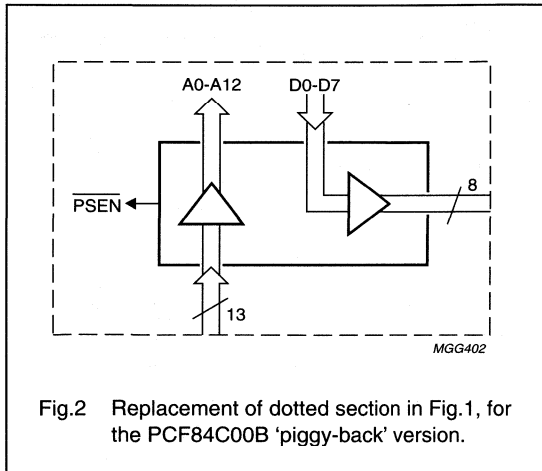 A0-A12 D0-D7
8
PSEN
13
MGG402
Fig.2 Replacement of dotted section in Fig.1, for
the PCF84C00B ‘piggy-back’ version.